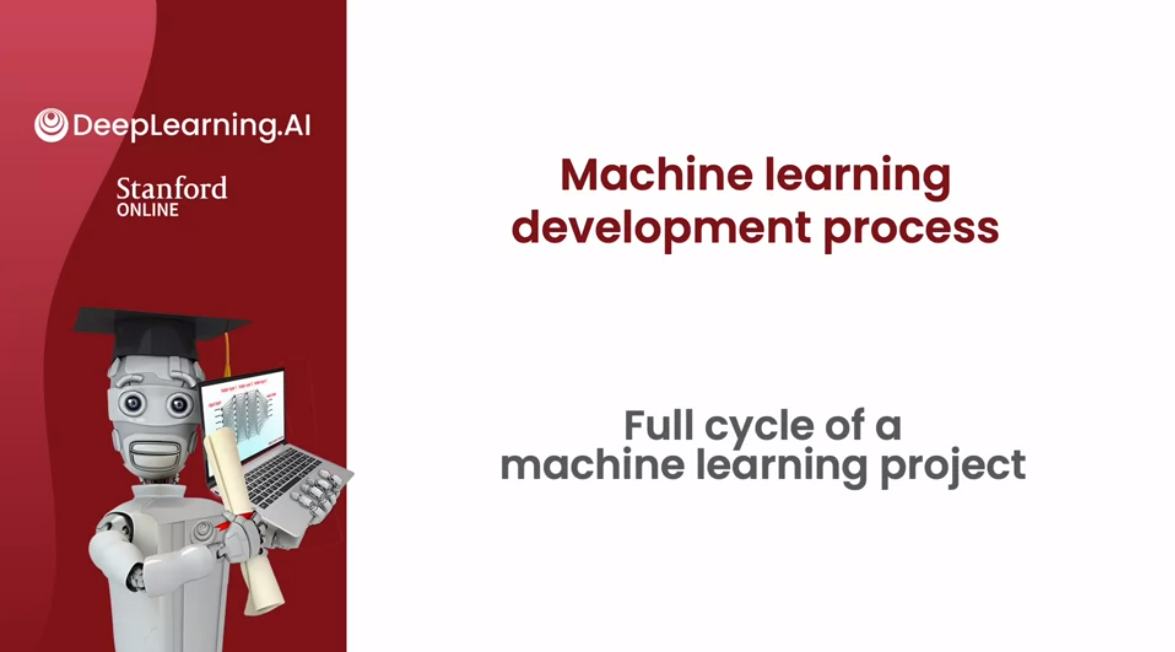 DeepLearning.AI
Stanford
ONLINE
Machine learning
development process
Full cycle of a
machine learning project